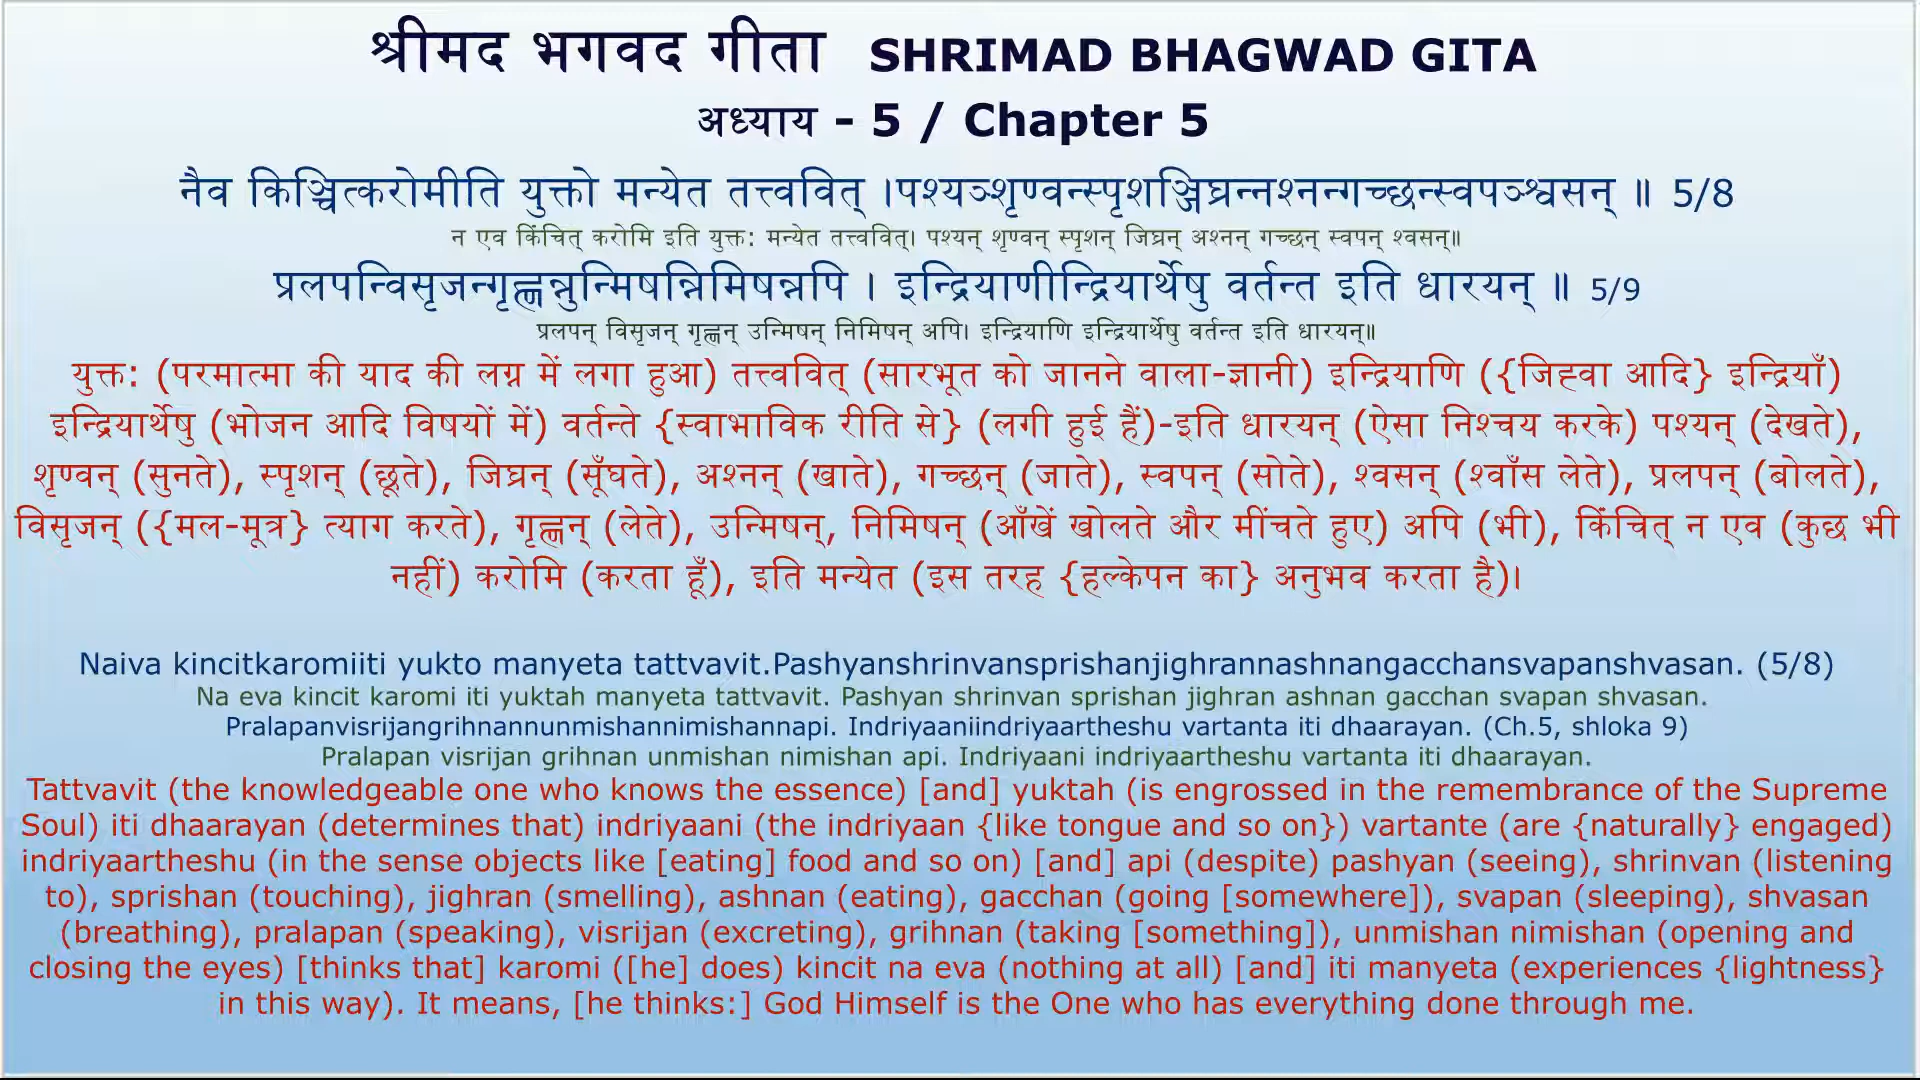 श्रीमद भगवद गीता SHRIMAD BHAGWAD GITA
अध्याय - 5 / Chapter 5
नैव किञ्चित्करोमीति युक्तो मन्येत तत्त्ववित् ।पश्यञ्शृण्वन्स्पृशञ्जिघ्रन्नश्नन्गच्छन्स्वपञ्श्वसन् ॥ 5/8
न एव किंचित् करोमि इति युक्त: मन्येत तत्त्ववित्। पश्यन् शृण्वन् स्पृशन् जिघ्रन् अश्नन् गच्छन् स्वपन् श्वसन्॥
प्रलपन्विसृजन्गृह्णन्नुन्मिषन्निमिषन्नपि । इन्द्रियाणीन्द्रियार्थेषु वर्तन्त इति धारयन् ॥ 5/9
प्रलपन् विसृजन् गृह्णन् उन्मिषन् निमिषन् अपि। इन्द्रियाणि इन्द्रियार्थेषु वर्तन्त इति धारयन्॥
युक्त: (परमात्मा की याद की लग्न में लगा हुआ) तत्त्ववित् (सारभूत को जानने वाला-ज्ञानी) इन्द्रियाणि ({जिह्वा आदि} इन्द्रियाँ)
इन्द्रियार्थेषु (भोजन आदि विषयों में) वर्तन्ते {स्वाभाविक रीति से} (लगी हुई हैं)-इति धारयन् (ऐसा निश्चय करके) पश्यन् (देखते),
शृण्वन् (सुनते), स्पृशन् (छूते), जिघ्रन् (सूँघते), अश्नन् (खाते), गच्छन् (जाते), स्वपन् (सोते), श्वसन् (श्वाँस लेते), प्रलपन् (बोलते),
विसृजन् ({मल-मूत्र} त्याग करते), गृह्णन् (लेते), उन्मिषन्, निमिषन् (आँखें खोलते और मींचते हुए) अपि (भी), किंचित् न एव (कुछ भी
नहीं) करोमि (करता हूँ), इति मन्येत (इस तरह {हल्केपन का} अनुभव करता है)।
Naiva kincitkaromiiti yukto manyeta tattvavit.Pashyanshrinvansprishanjighrannashnangacchansvapanshvasan. (5/8)
Na eva kincit karomi iti yuktah manyeta tattvavit. Pashyan shrinvan sprishan jighran ashnan gacchan svapan shvasan.
Pralapanvisrijangrihnannunmishannimishannapi. Indriyaaniindriyaartheshu vartanta iti dhaarayan. (Ch.5, shloka 9)
Pralapan visrijan grihnan unmishan nimishan api. Indriyaani indriyaartheshu vartanta iti dhaarayan.
Tattvavit (the knowledgeable one who knows the essence) [and] yuktah (is engrossed in the remembrance of the Supreme
Soul) iti dhaarayan (determines that) indriyaani (the indriyaan {like tongue and so on}) vartante (are {naturally} engaged)
indriyaartheshu (in the sense objects like [eating] food and so on) [and] api (despite) pashyan (seeing), shrinvan (listening
to), sprishan (touching), jighran (smelling), ashnan (eating), gacchan (going [somewhere]), svapan (sleeping), shvasan
(breathing), pralapan (speaking), visrijan (excreting), grihnan (taking [something]), unmishan nimishan (opening and
closing the eyes) [thinks that] karomi ([he] does) kincit na eva (nothing at all) [and] iti manyeta (experiences {lightness}
in this way). It means, [he thinks:] God Himself is the One who has everything done through me.